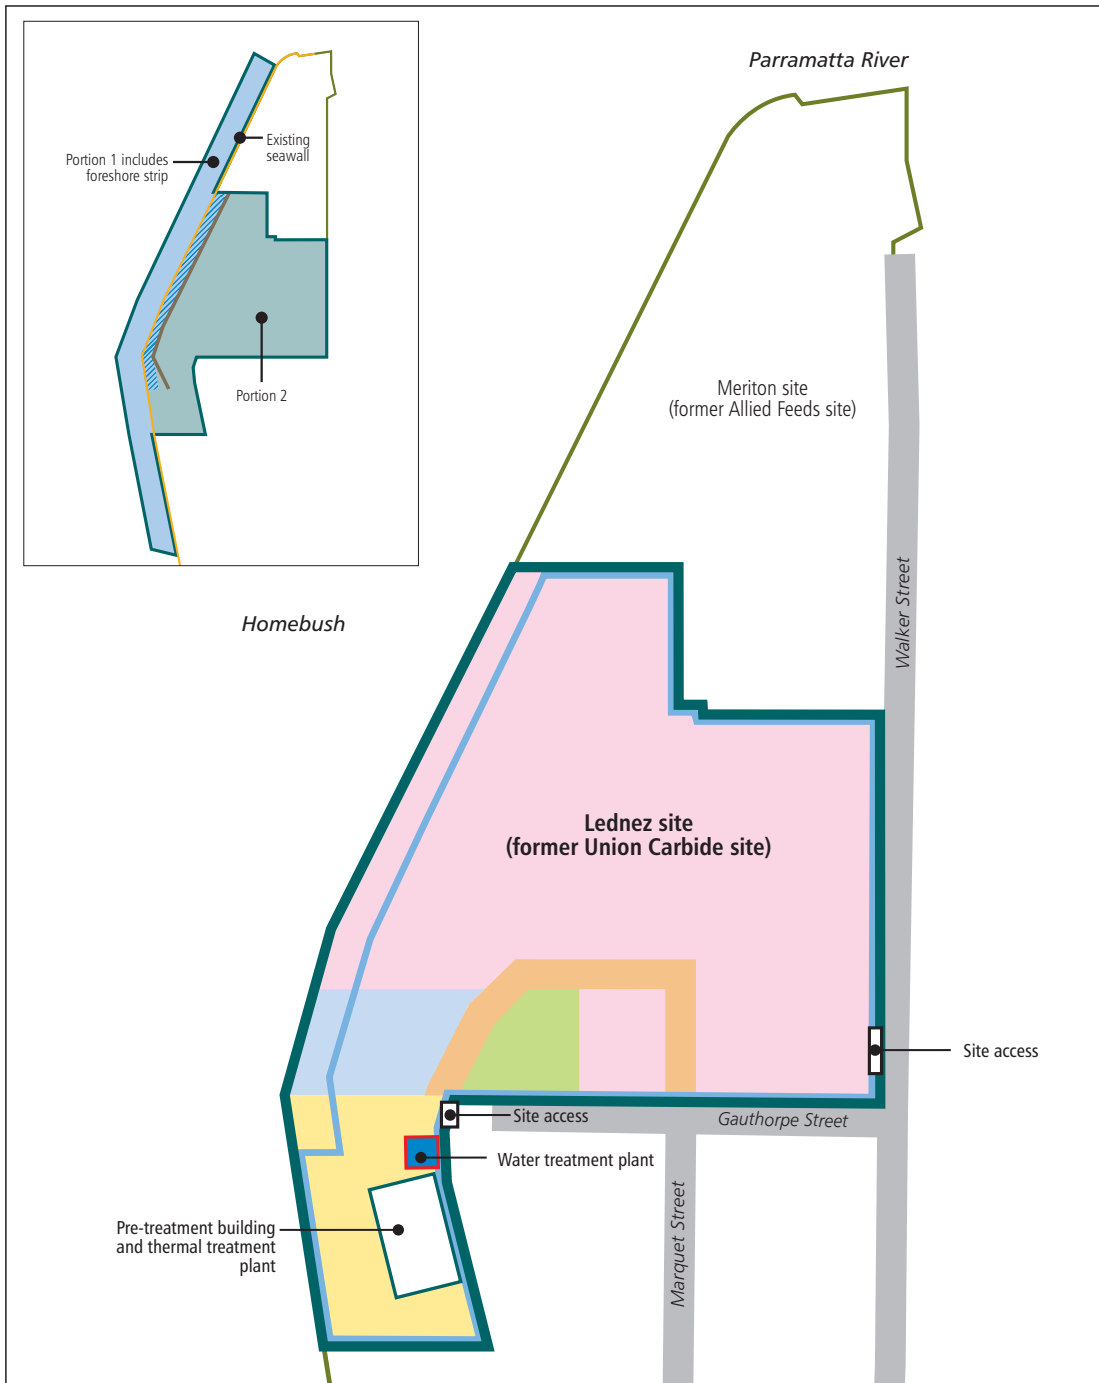 Parramatta River
Existing
seawall
Portion 1 includes
foreshore strip
Portion 2
Meriton site
(former Allied Feeds site)
Walker Street
Homebush
Lednez site
(former Union Carbide site)
Site access
Site access
Gauthorpe Street
Water treatment plant
Marquet Street
Pre-treatment building
and thermal treatment
plant